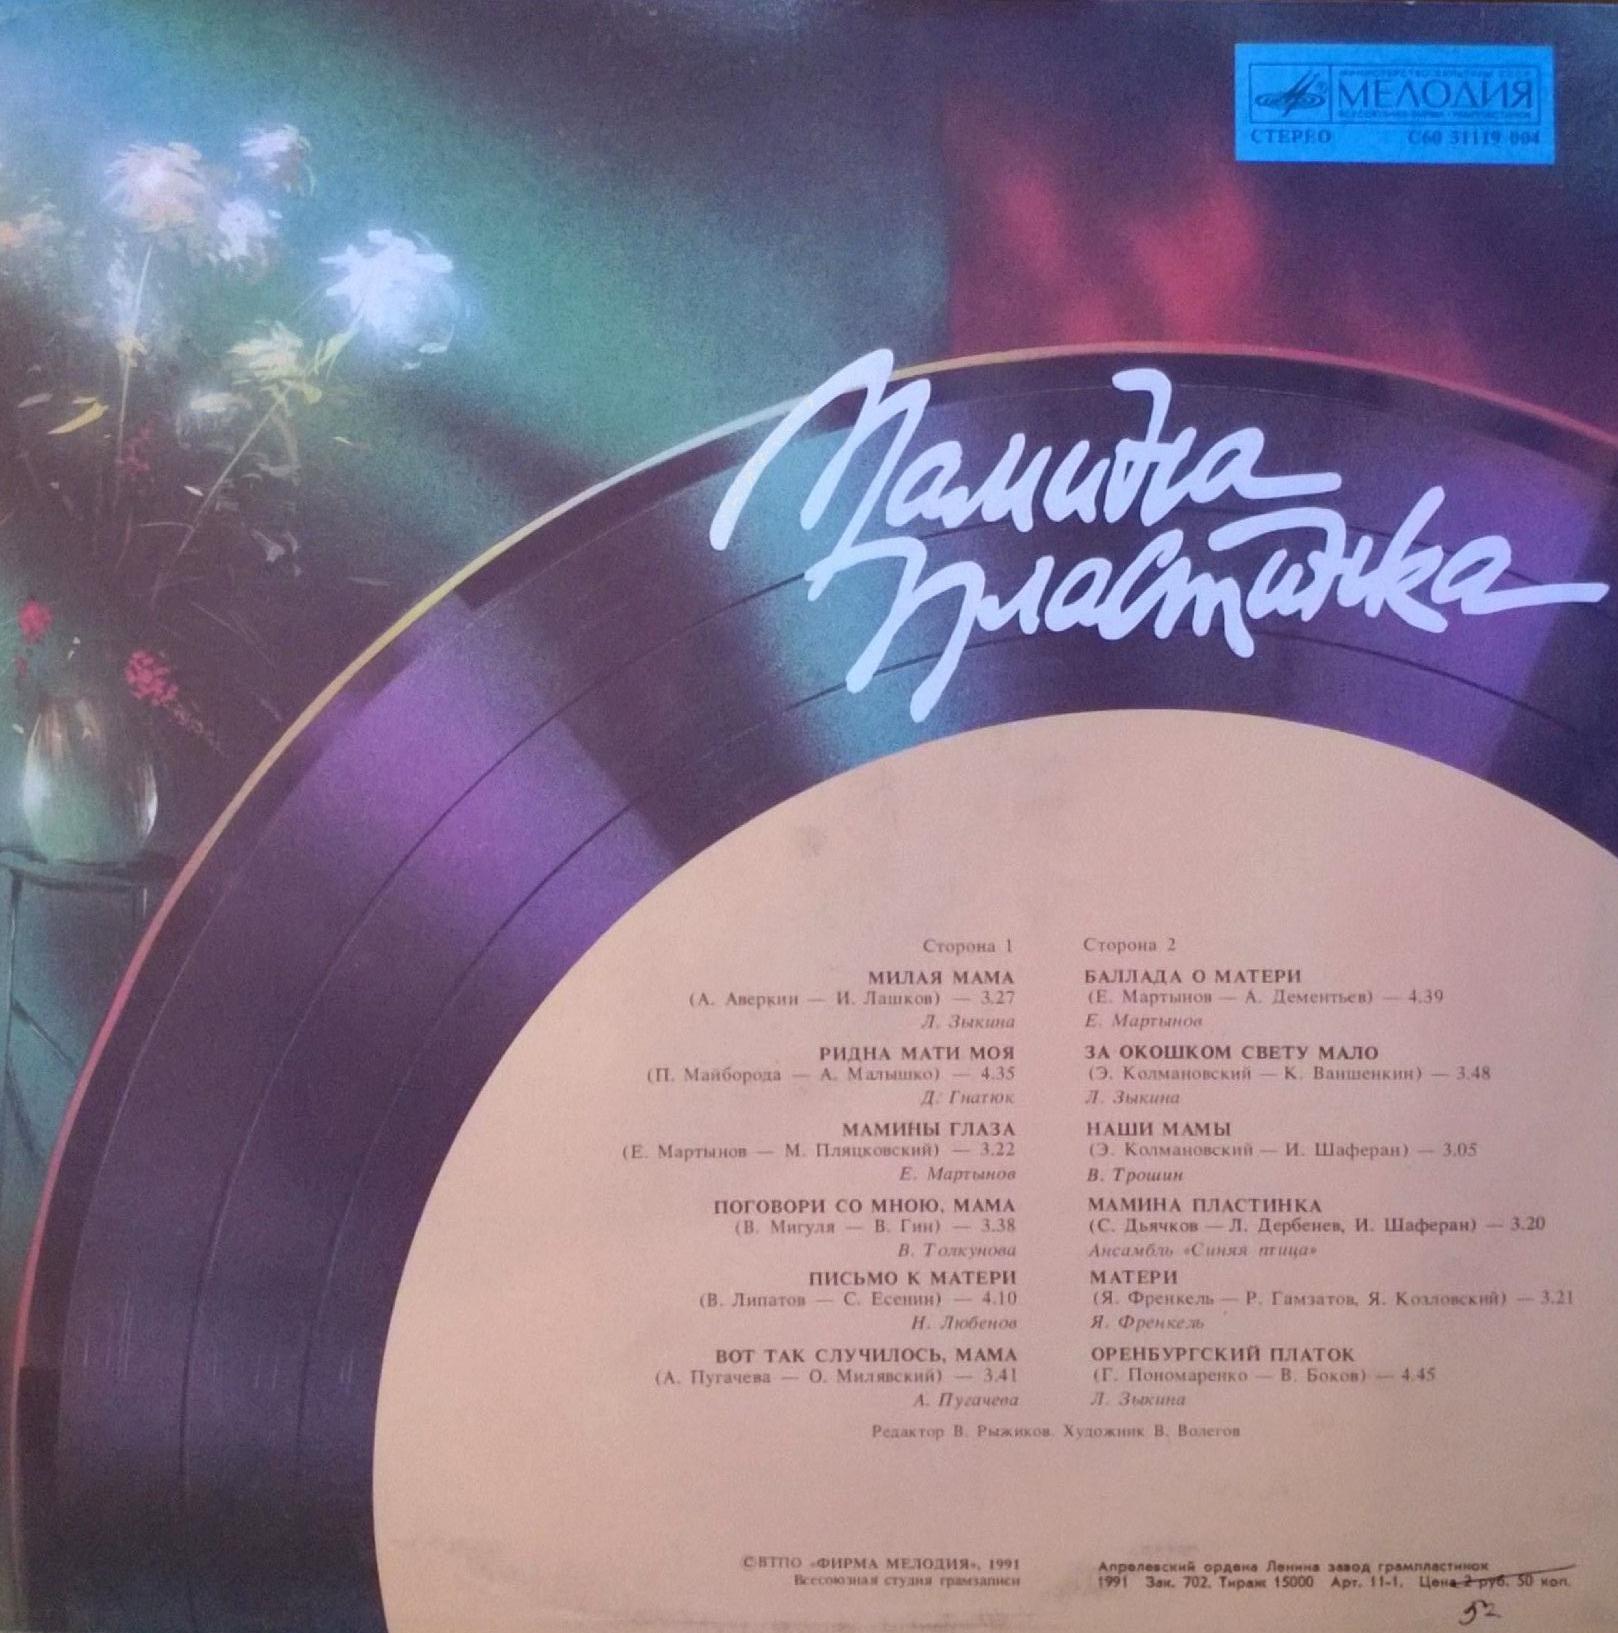 МИНИСТЕРСТВО КУЛЬТУРЫ СССР
МЕЛОДИЯ
ВСЕСОЮЗНАЯ ФИРМА ГРАМПЛАСТИНОК
СТЕРЕО С60 31119 004
Мамина
пластинка
Сторона 1
МИЛАЯ МАМА
(А. Аверкин — И. Лашков) — 3.27
Л. Зыкина
РИДНА МАТИ МОЯ
(П. Майборода — А. Малышко) — 4.35
Д. Гнатюк
МАМИНЫ ГЛАЗА
(Е. Мартынов — М. Пляцковский) — 3.22
Е. Мартынов
ПОГОВОРИ СО МНОЮ, МАМА
(В. Мигуля — В. Гин) — 3.38
В. Толкунова
ПИСЬМО К МАТЕРИ
(В. Липатов — С. Есенин) — 4.10
Н. Любенов
ВОТ ТАК СЛУЧИЛОСЬ, МАМА
(А. Пугачева — О. Милявский) — 3.41
А. Пугачева
Сторона 2
БАЛЛАДА О МАТЕРИ
(Е. Мартынов — А. Дементьев) — 4.39
Е. Мартынов
ЗА ОКОШКОМ СВЕТУ МАЛО
(Э. Колмановский — К. Ваншенкин) — 3.48
Л. Зыкина
НАШИ МАМЫ
(Э. Колмановский — И. Шаферан) — 3.05
В. Трошин
МАМИНА ПЛАСТИНКА
(С. Дьячков — Л. Дербенев, И. Шаферан) — 3.20
Ансамбль «Синяя птица»
МАТЕРИ
(Я. Френкель — Р. Гамзатов, Я. Козловский) — 3.21
Я. Френкель
ОРЕНБУРГСКИЙ ПЛАТОК
(Г. Пономаренко — В. Боков) — 4.45
Л. Зыкина
Редактор В. Рыжиков. Художник В. Волегов
С ВТПО «ФИРМА МЕЛОДИЯ», 1991
Всесоюзная студия грамзаписи
Апрелевский ордена Ленина завод грампластинок
1991 Зак. 702. Тираж 15000 Арт. 11-1. Цена 2 руб. 50 коп.
52